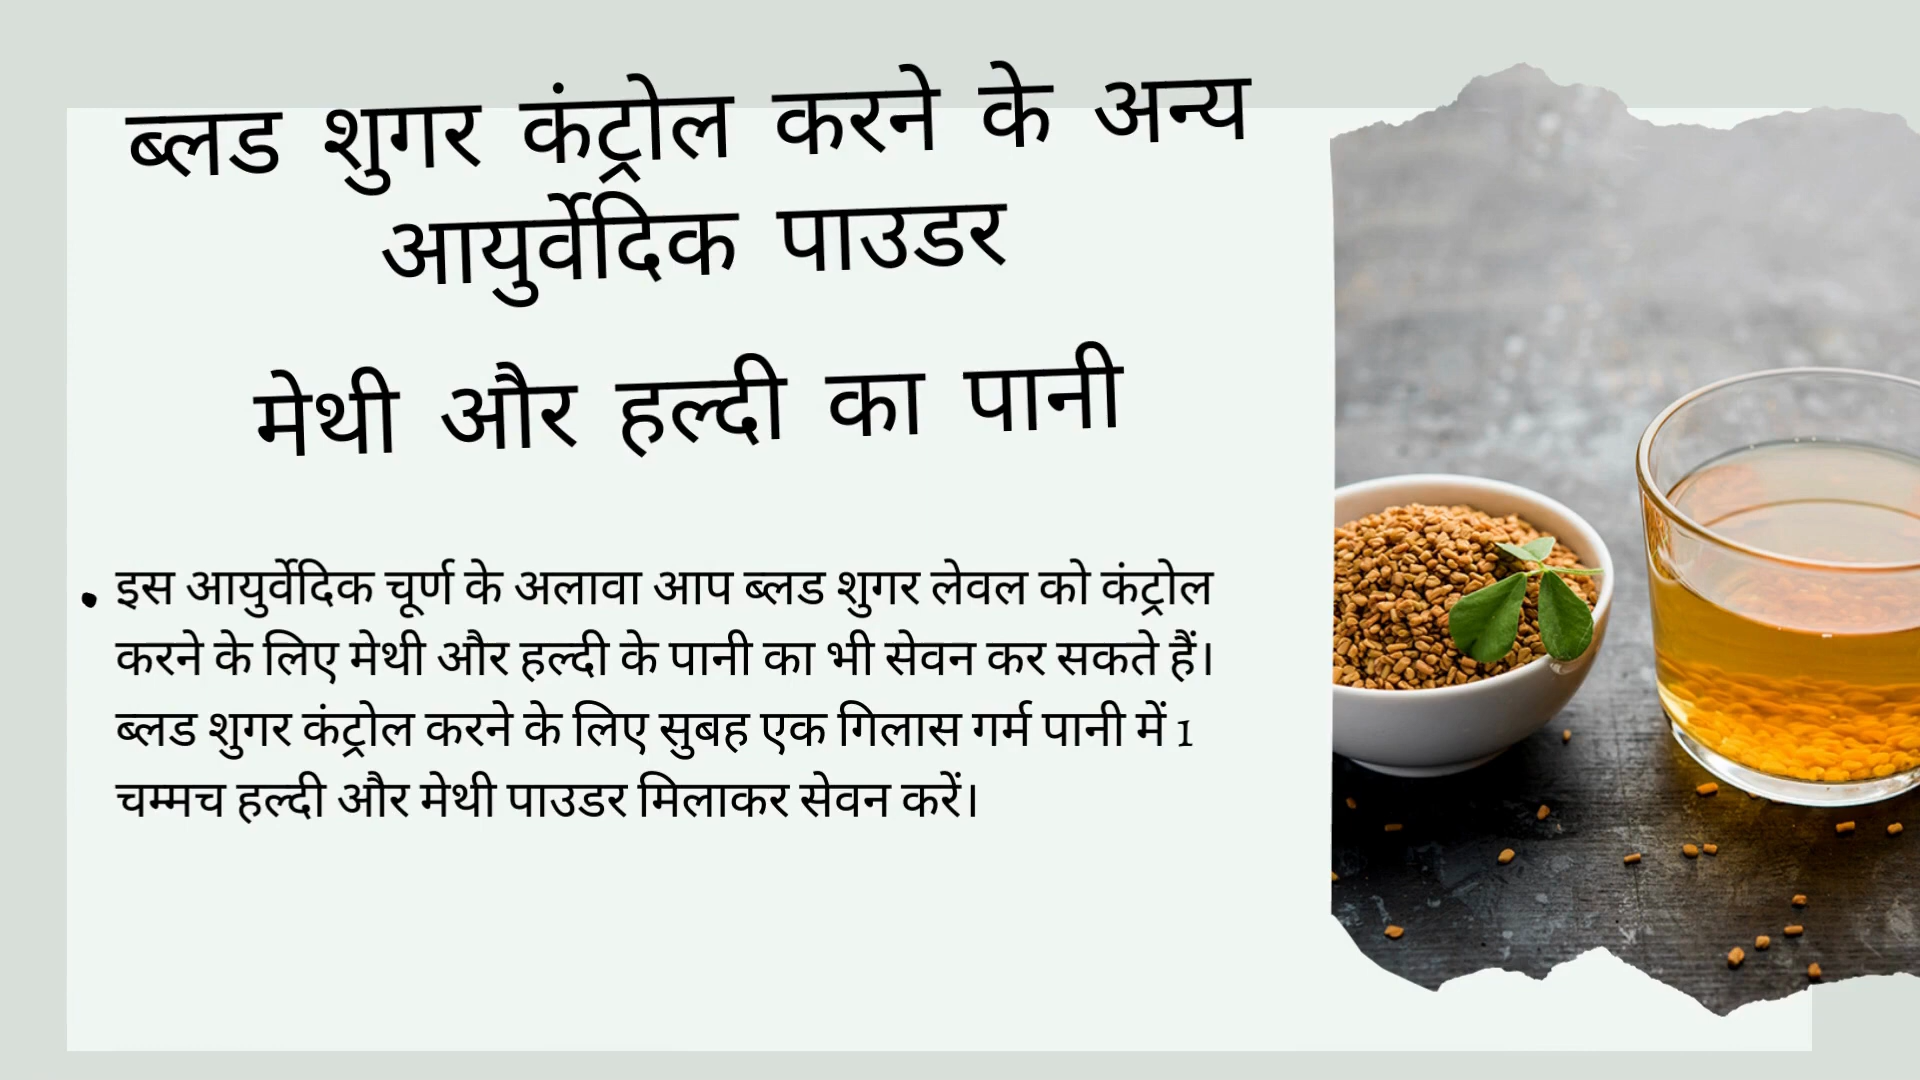 ब्लड शुगर कंट्रोल करने के अन्य
आयुर्वेदिक पाउडर
मेथी और हल्दी का पानी
• इस आयुर्वेदिक चूर्ण के अलावा आप ब्लड शुगर लेवल को कंट्रोल
करने के लिए मेथी और हल्दी के पानी का भी सेवन कर सकते हैं।
ब्लड शुगर कंट्रोल करने के लिए सुबह एक गिलास गर्म पानी में 1
चम्मच हल्दी और मेथी पाउडर मिलाकर सेवन करें।